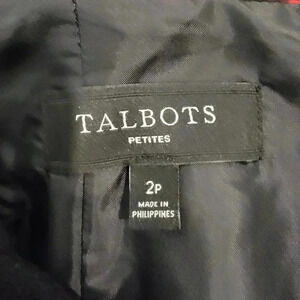 TALBOTS
PETITES
2P
MADE IN
PHILIPPINES